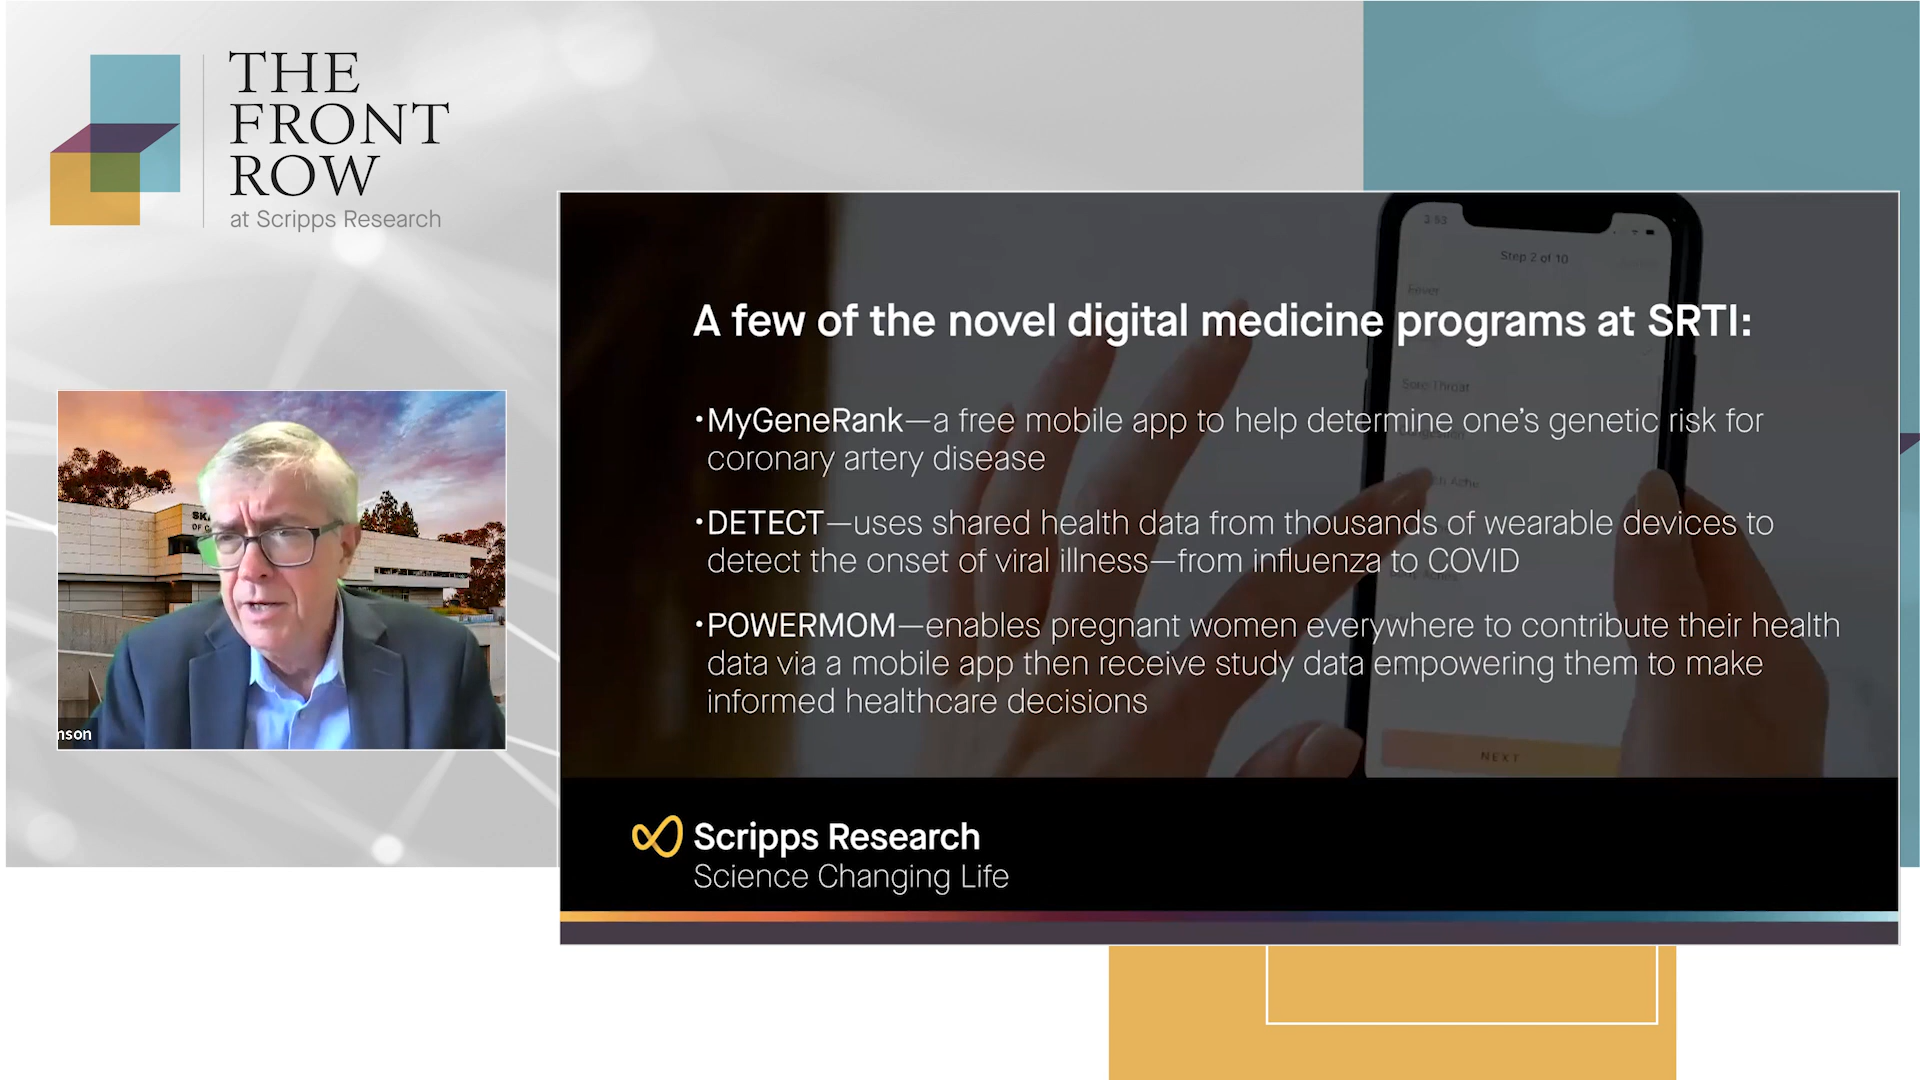 THE
FRONT
ROW
at Scripps Research
3:53
Step 2 of 10
Fever
A few of the novel digital medicine programs at SRTI:
Sore Throat
•MyGeneRank—a free mobile app to help determine one's genetic risk for
coronary artery disease
•DETECT—uses shared health data from thousands of wearable devices to
detect the onset of viral illness—from influenza to COVID
•POWERMOM—enables pregnant women everywhere to contribute their health
data via a mobile app then receive study data empowering them to make
informed healthcare decisions
NEXT
nson
Scripps Research
Science Changing Life